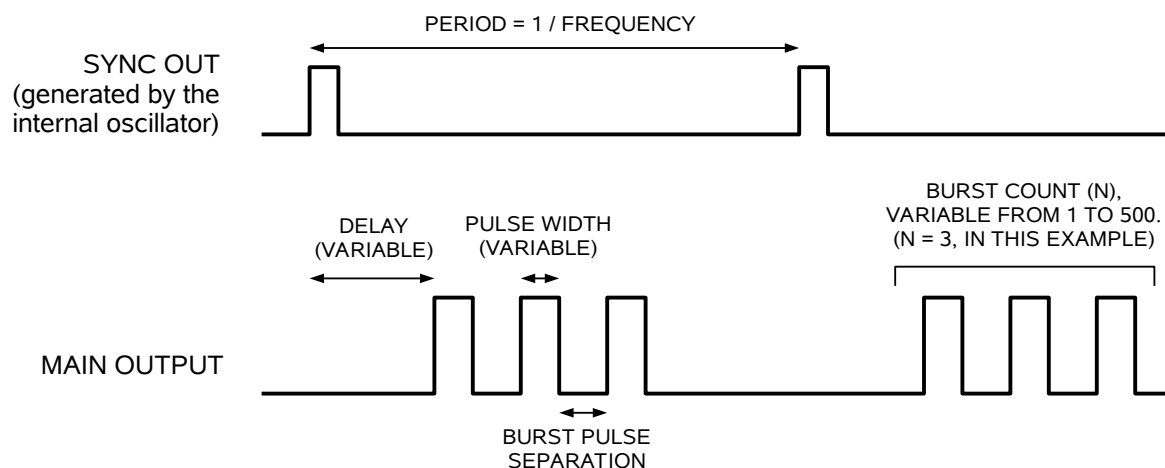 PERIOD = 1 / FREQUENCY
SYNC OUT
(generated by the
internal oscillator)
BURST COUNT (N),
VARIABLE FROM 1 TO 500.
(N = 3, IN THIS EXAMPLE)
DELAY
(VARIABLE)
PULSE WIDTH
(VARIABLE)
MAIN OUTPUT
BURST PULSE
SEPARATION